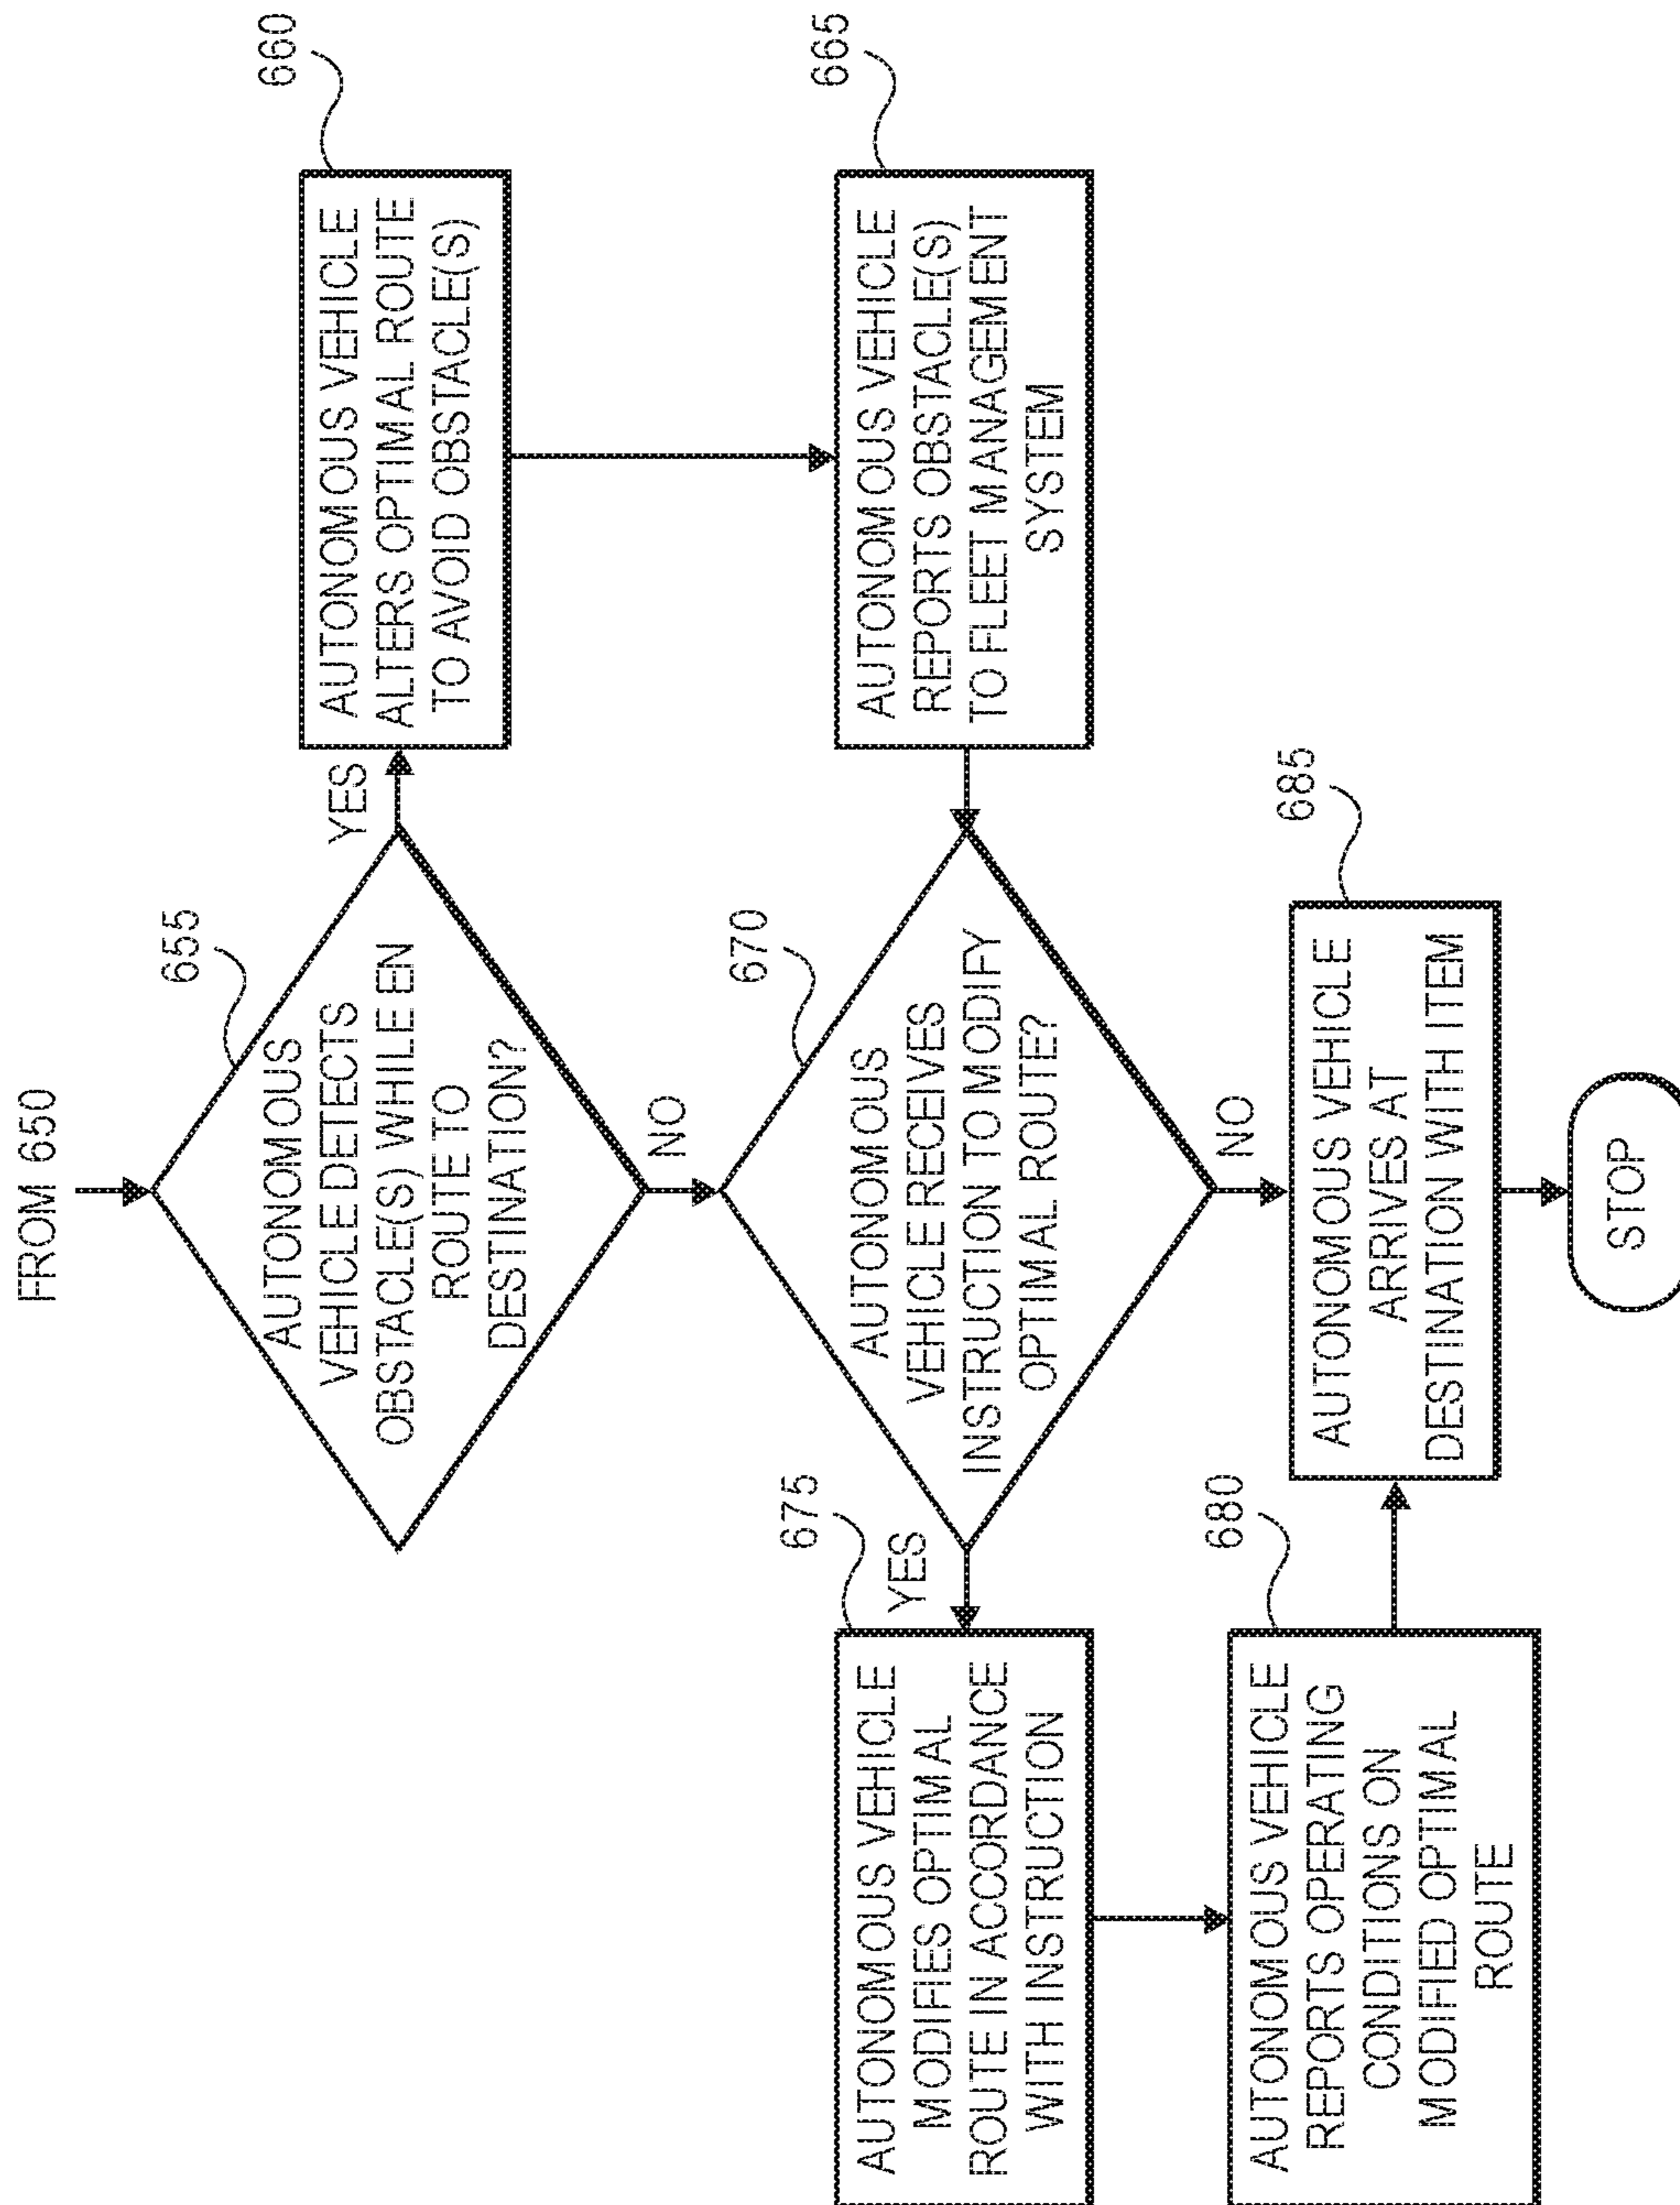 FROM 650
655
AUTONOMOUS
VEHICLE DETECTS
OBSTACLE(S) WHILE EN
ROUTE TO
DESTINATION?
YES
660
AUTONOMOUS VEHICLE
ALTERS OPTIMAL ROUTE
TO AVOID OBSTACLE(S)
NO
665
AUTONOMOUS VEHICLE
REPORTS OBSTACLE(S)
TO FLEET MANAGEMENT
SYSTEM
670
AUTONOMOUS
VEHICLE RECEIVES
INSTRUCTION TO MODIFY
OPTIMAL ROUTE?
YES
675
AUTONOMOUS VEHICLE
MODIFIES OPTIMAL
ROUTE IN ACCORDANCE
WITH INSTRUCTION
NO
680
AUTONOMOUS VEHICLE
REPORTS OPERATING
CONDITIONS ON
MODIFIED OPTIMAL
ROUTE
685
AUTONOMOUS VEHICLE
ARRIVES AT
DESTINATION WITH ITEM
STOP